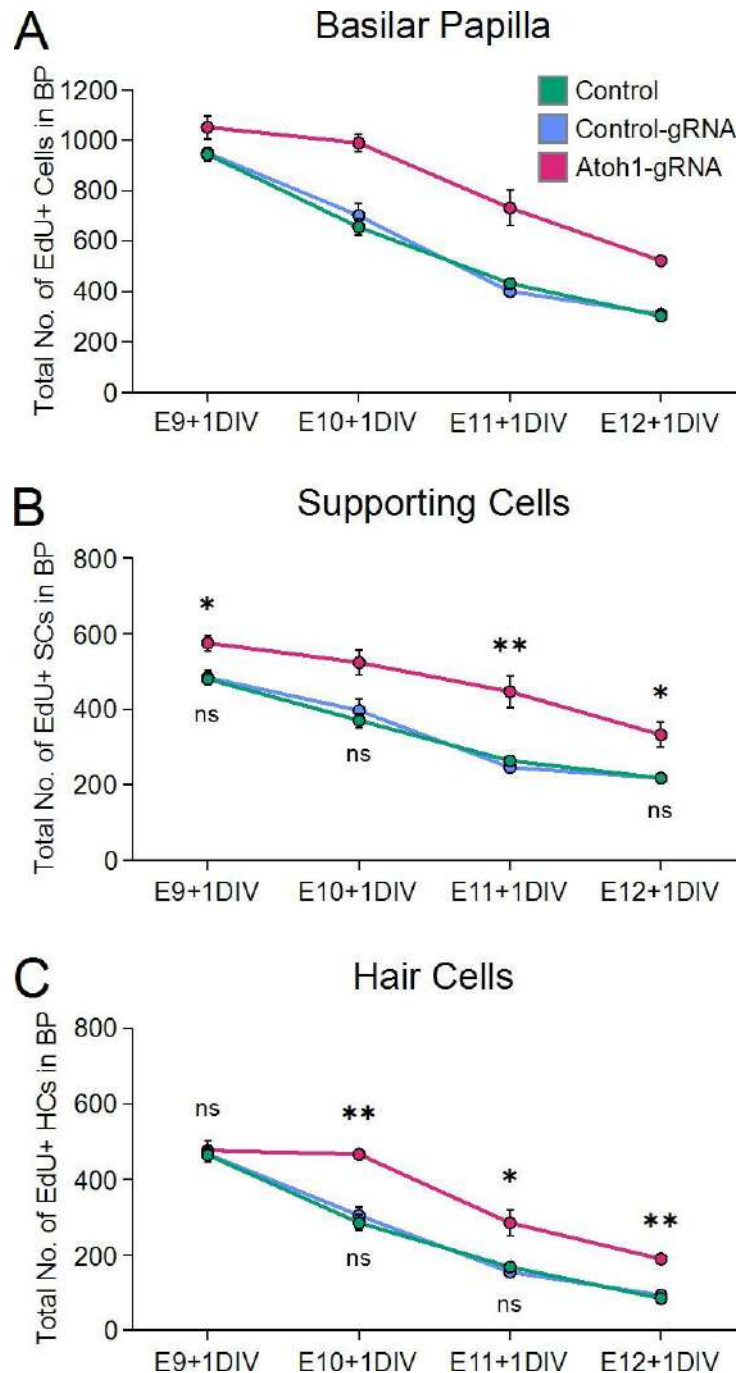 A
Basilar Papilla
Total No. of EdU+ Cells in BP
1200
1000
800
600
400
200
0
Control
Control-gRNA
Atoh1-gRNA
E9+1DIV E10+1DIV E11+1DIV E12+1DIV
B
Supporting Cells
Total No. of EdU+ SCs in BP
800
600
400
200
0
*
**
*
ns
ns
ns
E9+1DIV E10+1DIV E11+1DIV E12+1DIV
C
Hair Cells
Total No. of EdU+ HCs in BP
800
600
400
200
0
ns
**
*
**
ns
ns
E9+1DIV E10+1DIV E11+1DIV E12+1DIV